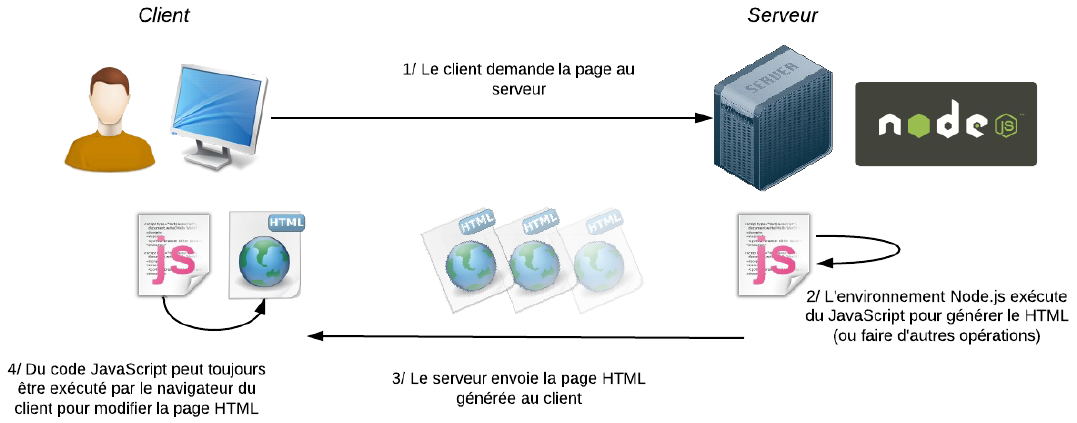 Client
Serveur
1/ Le client demande la page au
serveur
SERVER
node
JS
HTML
HTML
HTML
HTML
js
js
2/ L'environnement Node.js exécute
du JavaScript pour générer le HTML
(ou faire d'autres opérations)
3/ Le serveur envoie la page HTML
générée au client
4/ Du code JavaScript peut toujours
être exécuté par le navigateur du
client pour modifier la page HTML